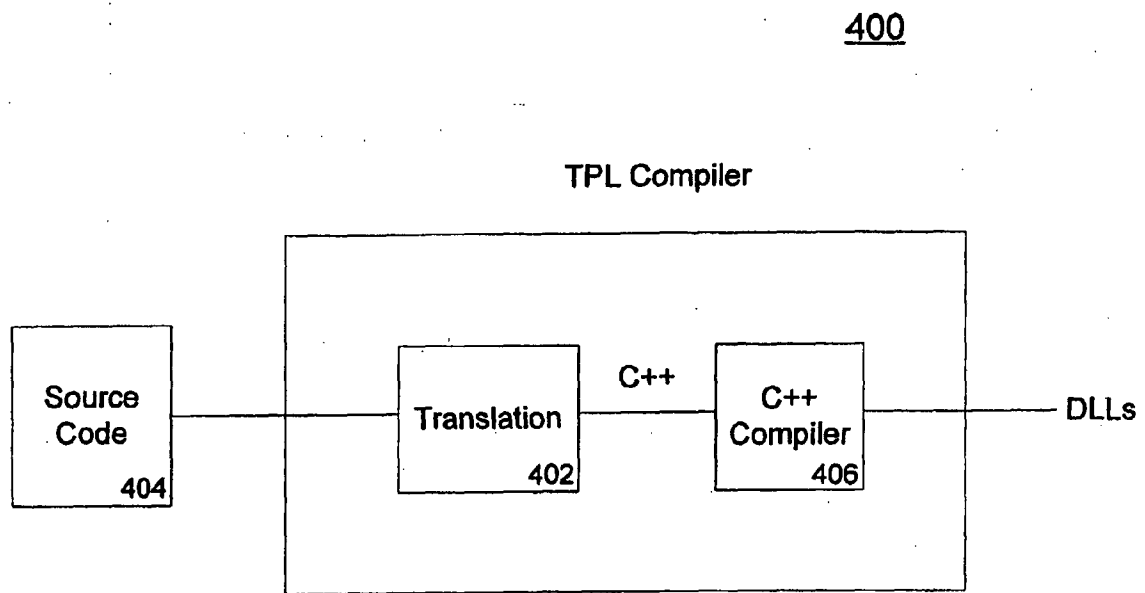 400
TPL Compiler
Source
Code
404
Translation
402
C++
C++
Compiler
406
DLLs